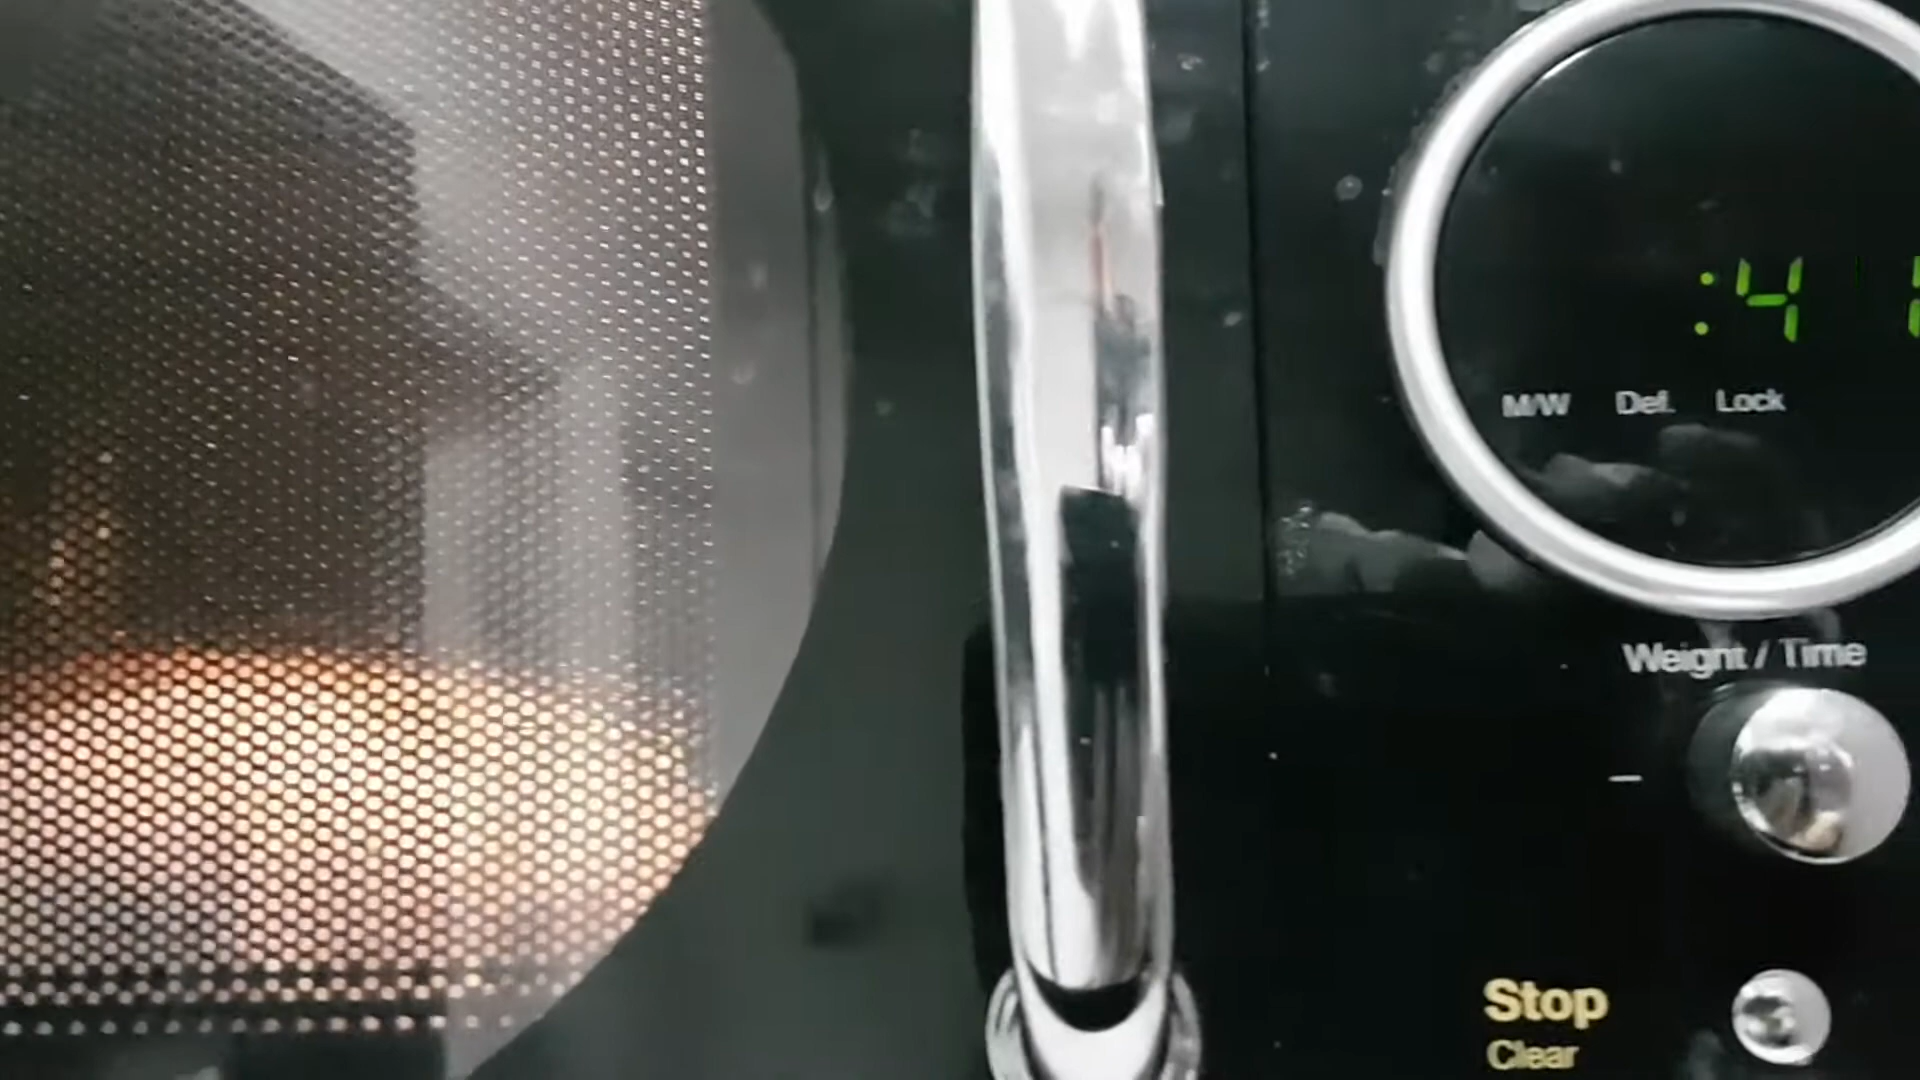 :4
M/W Def. Lock
Weight / Time
–
Stop
Clear